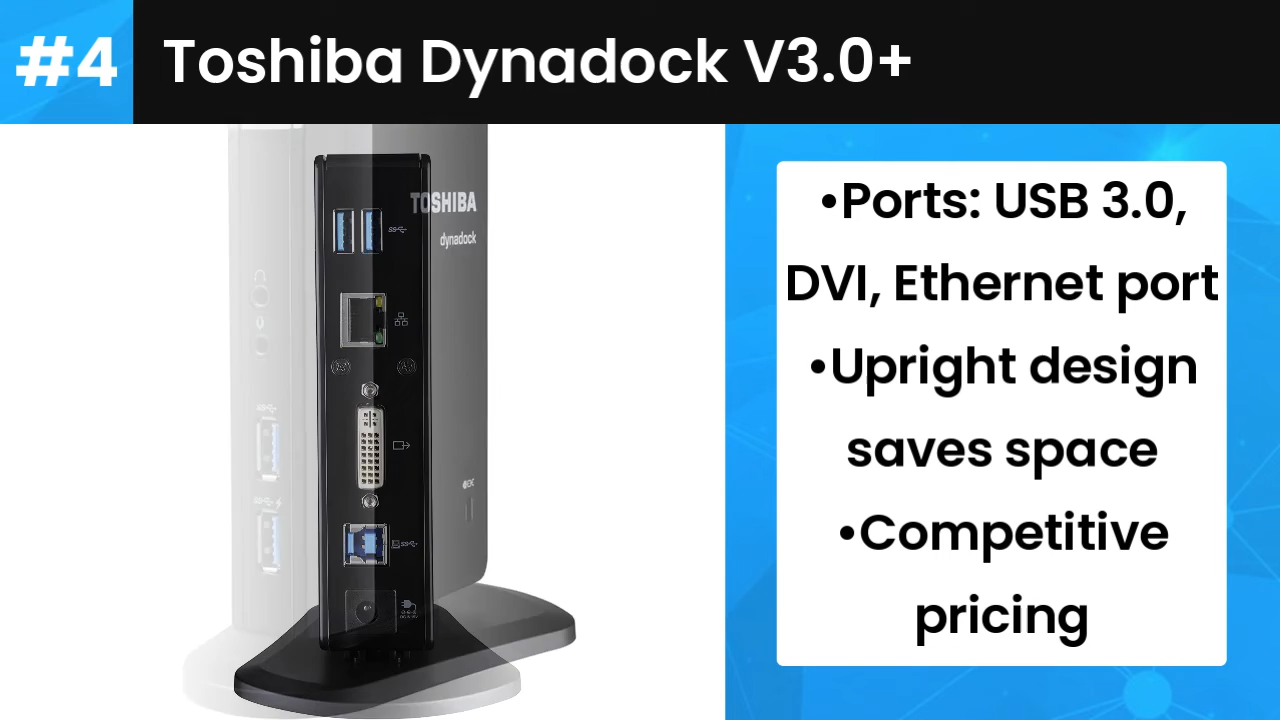 #4
Toshiba Dynadock V3.0+
TOSHIBA
dynadock
•Ports: USB 3.0,
DVI, Ethernet port
•Upright design
saves space
•Competitive
pricing